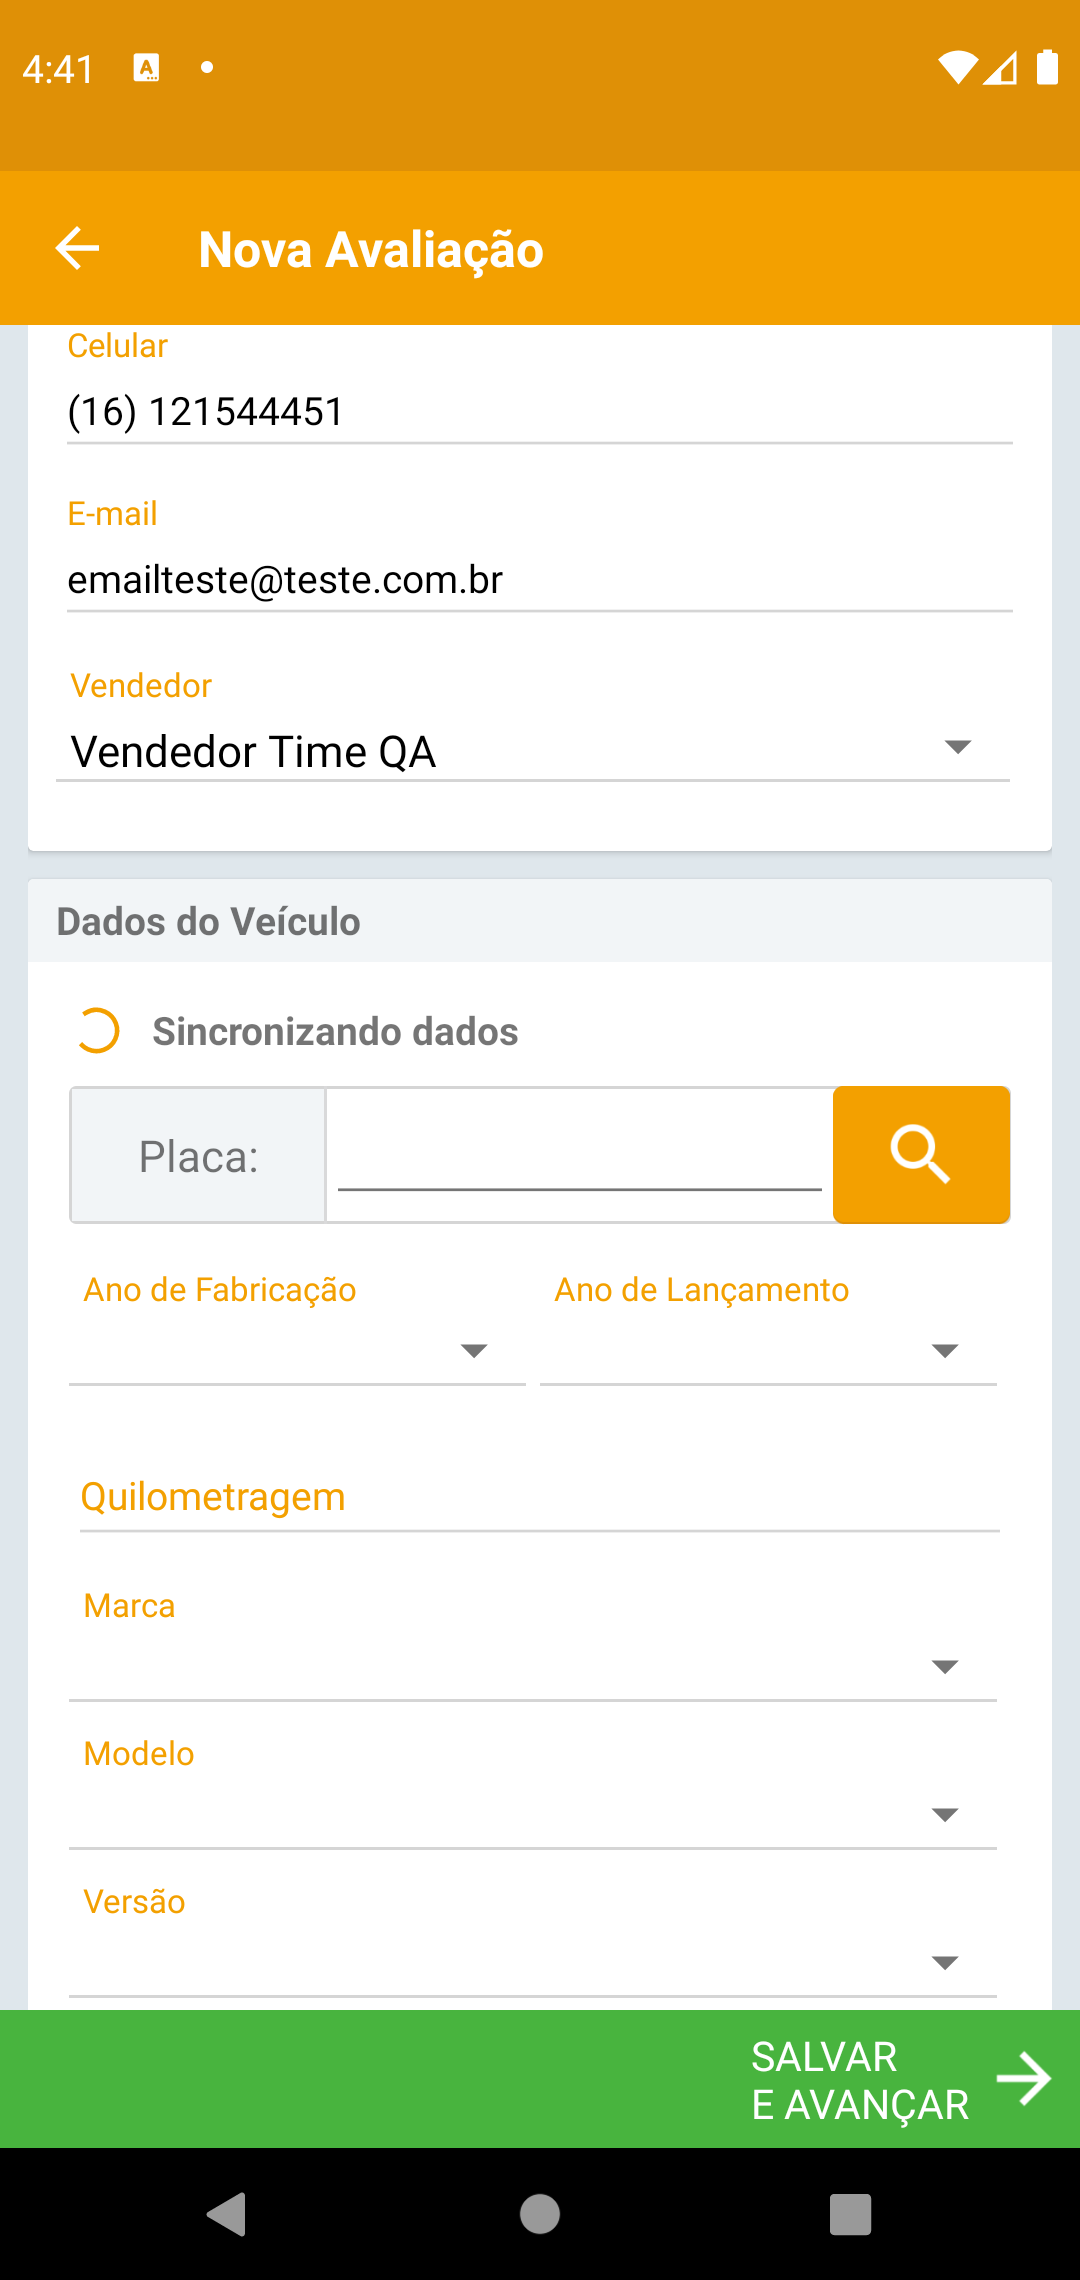 4:41
Nova Avaliação
Celular
(16) 121544451
E-mail
emailteste@teste.com.br
Vendedor
Vendedor Time QA
Dados do Veículo
Sincronizando dados
Placa:
Ano de Fabricação
Ano de Lançamento
Quilometragem
Marca
Modelo
Versão
SALVAR
E AVANÇAR